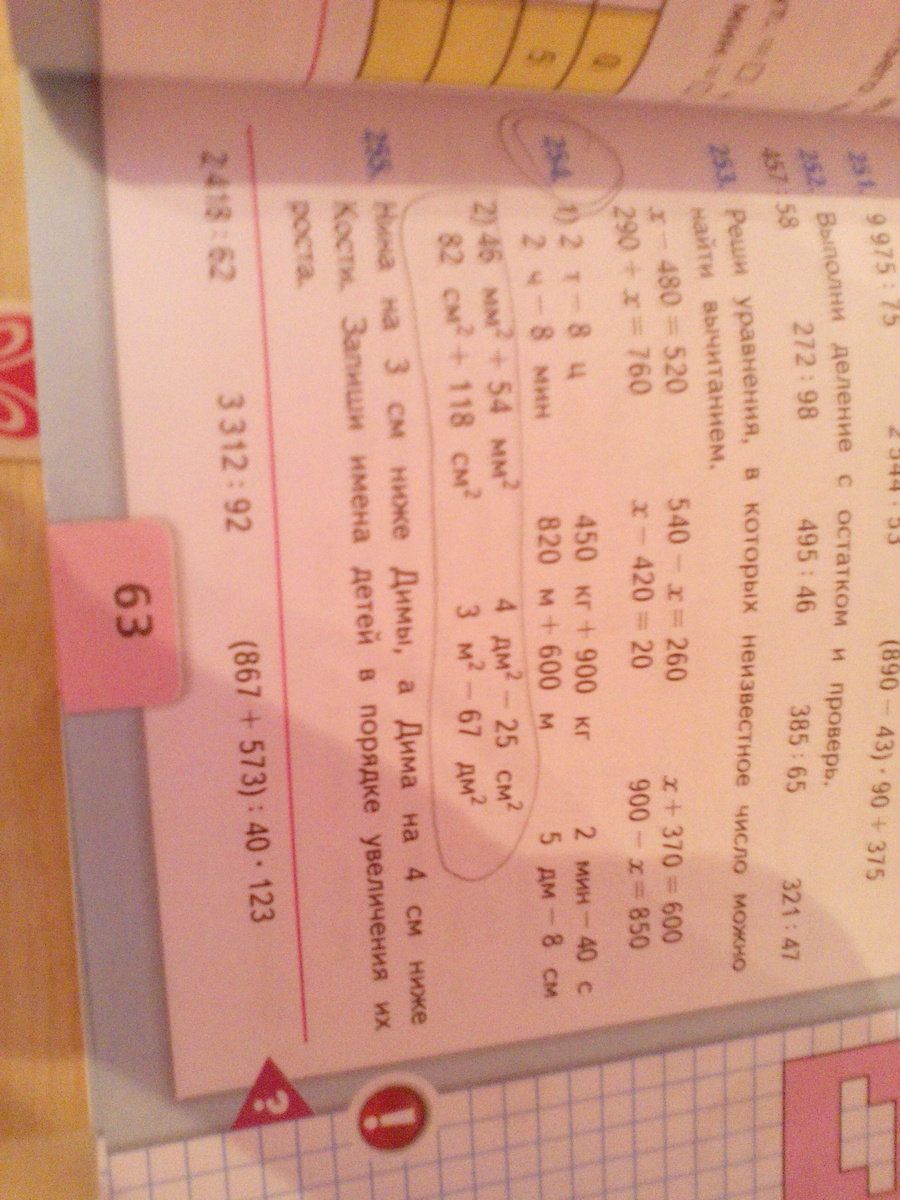 0
5
251. 9 975 : 75 2 544 : 53 (890 − 43) · 90 + 375
252. Выполни деление с остатком и проверь.
457 : 58 272 : 98 495 : 46 385 : 65 321 : 47
253. Реши уравнения, в которых неизвестное число можно
найти вычитанием.
x − 480 = 520 540 − x = 260 x + 370 = 600
290 + x = 760 x − 420 = 20 900 − x = 850
254. 1) 2 т − 8 ц 450 кг + 900 кг 2 мин − 40 с
2 ч − 8 мин 820 м + 600 м 5 дм − 8 см
2) 46 мм² + 54 мм² 4 дм² − 25 см²
82 см² + 118 см² 3 м² − 67 дм²
255. Нина на 3 см ниже Димы, а Дима на 4 см ниже
Кости. Запиши имена детей в порядке увеличения их
роста.
2 418 : 62 3 312 : 92 (867 + 573) : 40 · 123
63
!
?